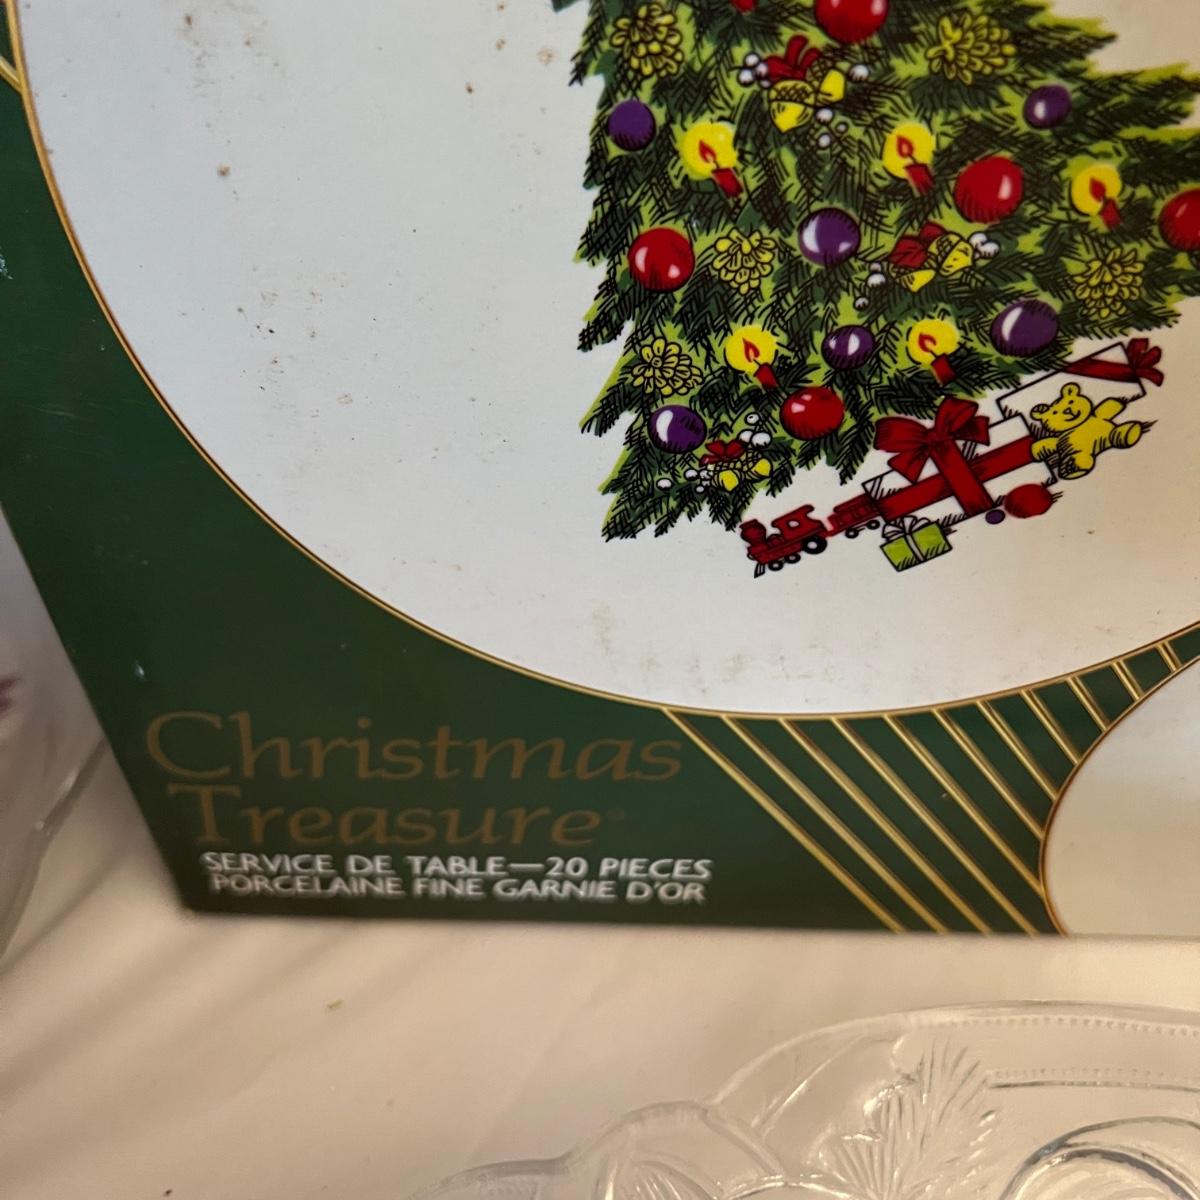 Christmas
Treasure®
SERVICE DE TABLE—20 PIECES
PORCELAINE FINE GARNIE D'OR